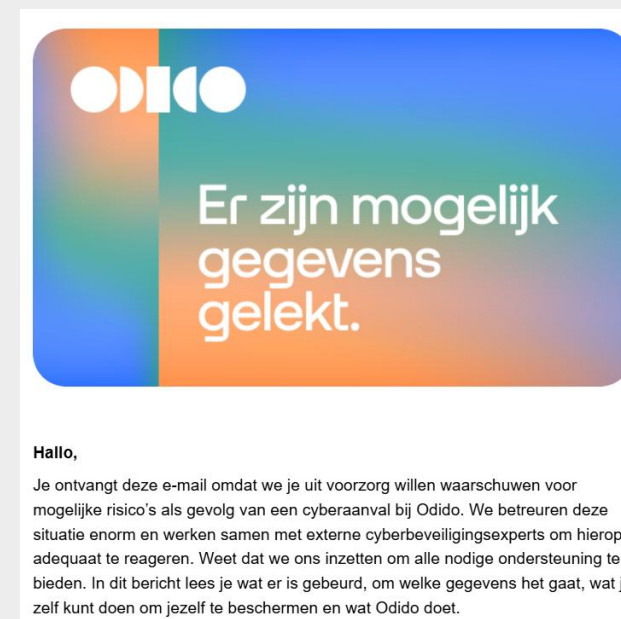 ODIDO
Er zijn mogelijk
gegevens
gelekt.
Hallo,
Je ontvangt deze e-mail omdat we je uit voorzorg willen waarschuwen voor
mogelijke risico's als gevolg van een cyberaanval bij Odido. We betreuren deze
situatie enorm en werken samen met externe cyberbeveiligingsexperts om hierop
adequaat te reageren. Weet dat we ons inzetten om alle nodige ondersteuning te
bieden. In dit bericht lees je wat er is gebeurd, om welke gegevens het gaat, wat
zelf kunt doen om jezelf te beschermen en wat Odido doet.